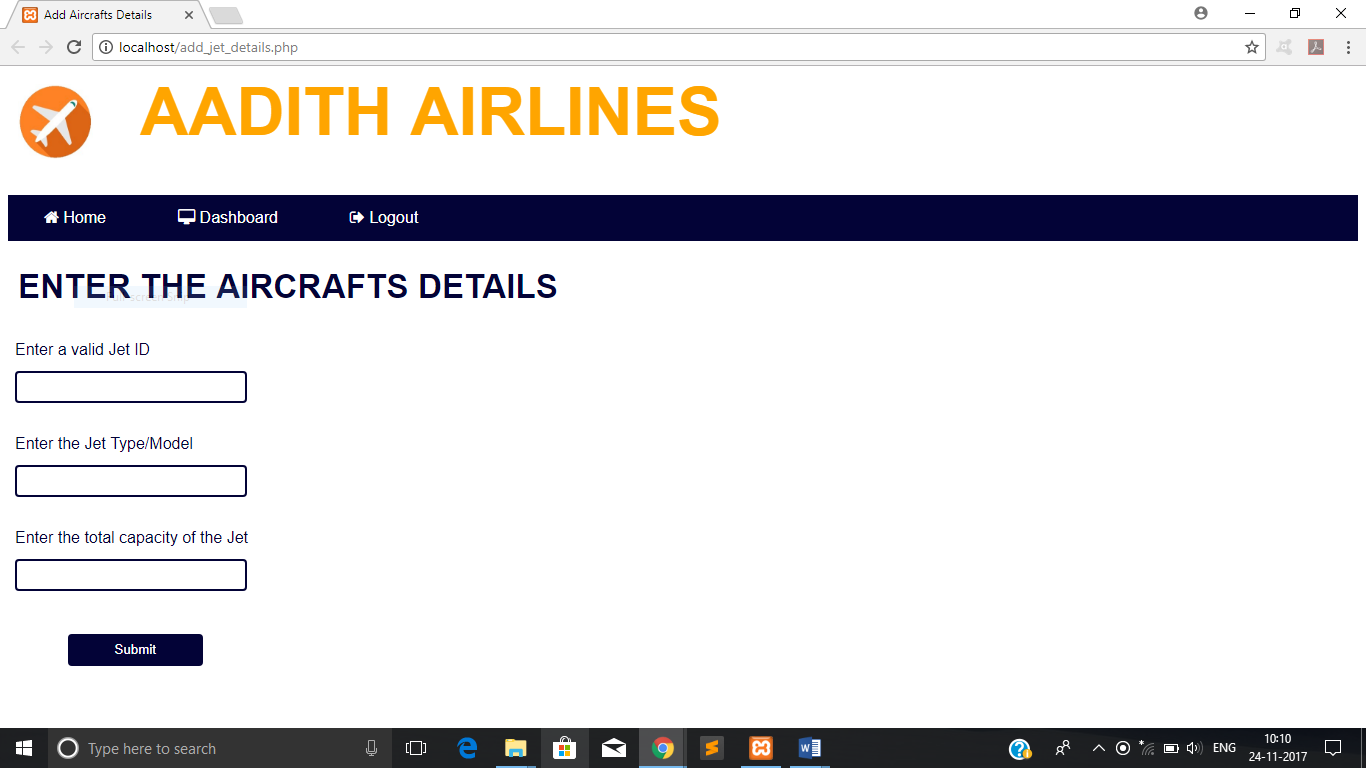 Add Aircrafts Details
localhost/add_jet_details.php
AADITH AIRLINES
Home Dashboard Logout
ENTER THE AIRCRAFTS DETAILS
Enter a valid Jet ID
Enter the Jet Type/Model
Enter the total capacity of the Jet
Submit
Type here to search
ENG
10:10
24-11-2017